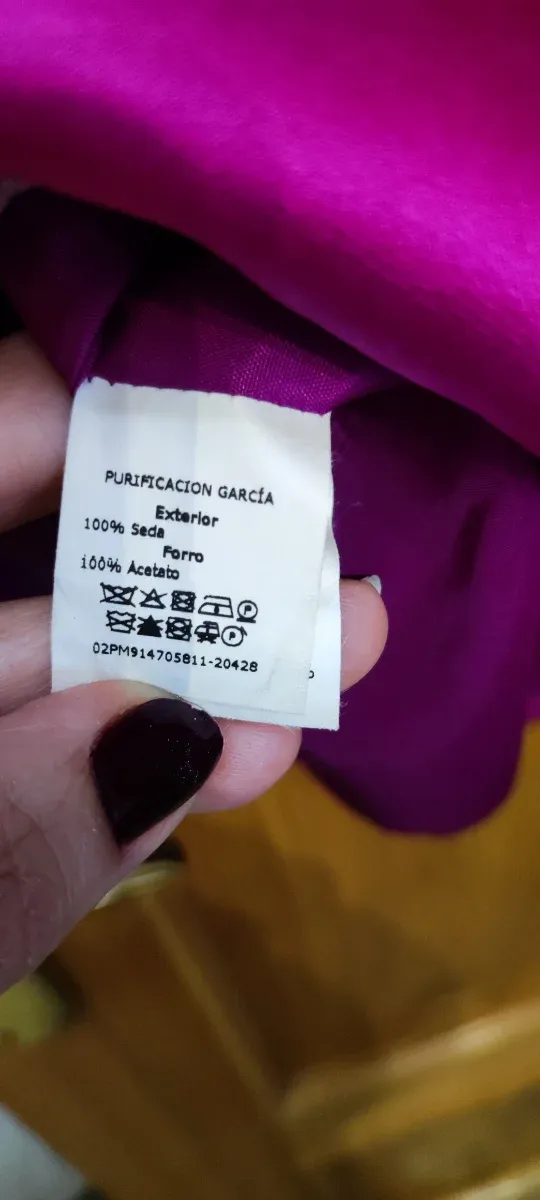 PURIFICACION GARCÍA
Exterior
100% Seda
Forro
100% Acetato
P
P
02PM914705811-20428